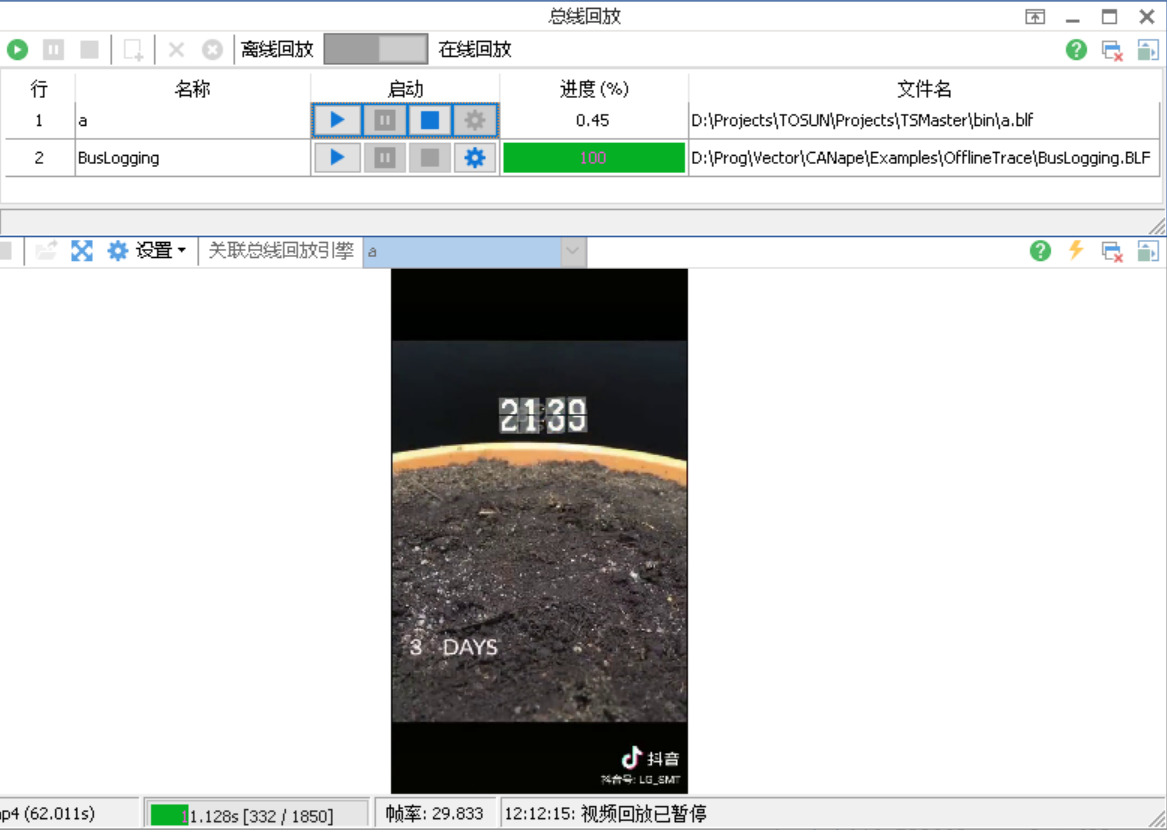 总线回放
离线回放 在线回放
行 名称 启动 进度(%) 文件名
1 a 0.45 D:\Projects\TOSUN\Projects\TSMaster\bin\a.blf
2 BusLogging 100 D:\Prog\Vector\CANape\Examples\OfflineTrace\BusLogging.BLF
设置 关联总线回放引擎 a
21:39
3 DAYS
抖音
抖音号: LG_SMT
p4 (62.011s) 11.128s [332 / 1850] 帧率: 29.833 12:12:15: 视频回放已暂停